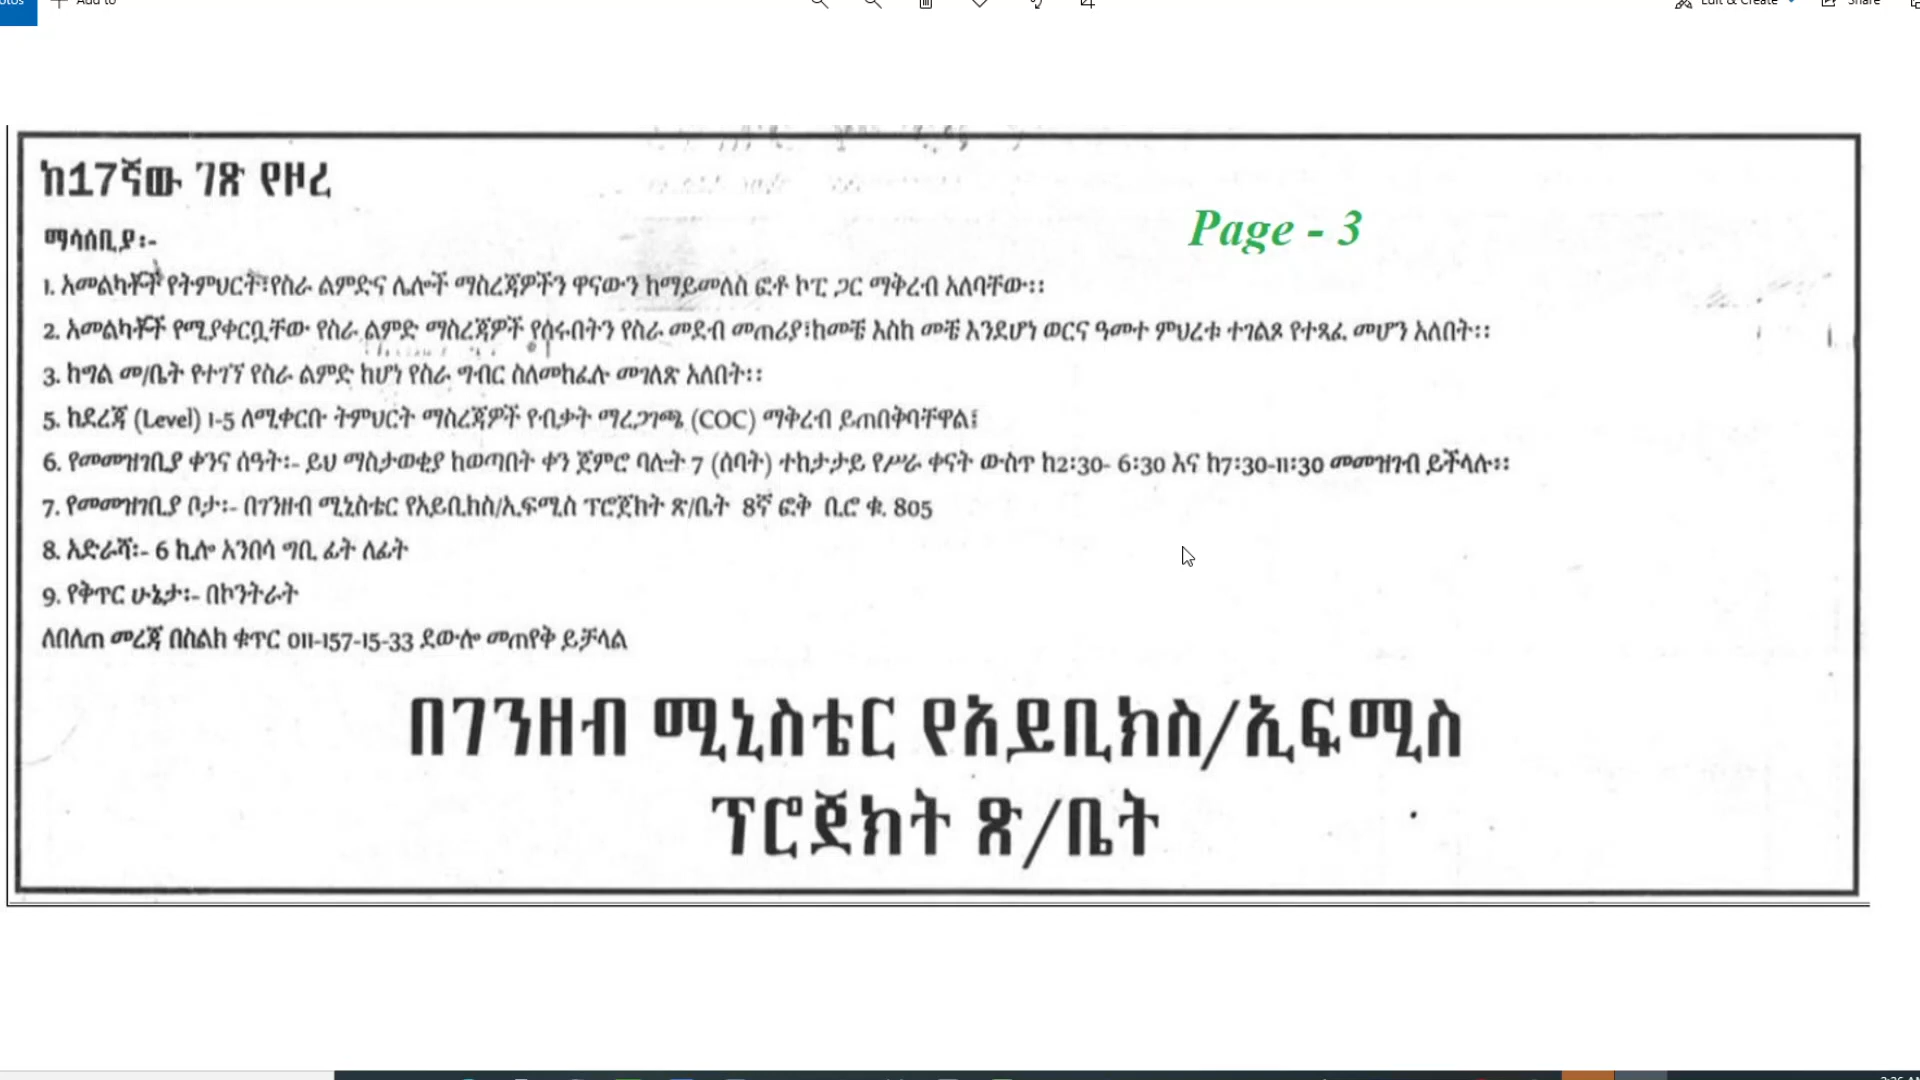 Add to
Edit & Create
Share
ከ17ኛው ገጽ የዞረ
Page - 3
ማሳሰቢያ፡-
1. አመልካቾች የትምህርት፣የስራ ልምድና ሌሎች ማስረጃዎችን ዋናውን ከማይመለስ ፎቶ ኮፒ ጋር ማቅረብ አለባቸው፡፡
2. አመልካቾች የሚያቀርቧቸው የስራ ልምድ ማስረጃዎች የሰሩበትን የስራ መደብ መጠሪያ፣ከመቼ እስከ መቼ እንደሆነ ወርና ዓመተ ምህረቱ ተገልጾ የተጻፈ መሆን አለበት፡፡
3. ከግል መ/ቤት የተገኘ የስራ ልምድ ከሆነ የስራ ግብር ስለመከፈሉ መገለጽ አለበት፡፡
5. ከደረጃ (Level) 1-5 ለሚቀርቡ ትምህርት ማስረጃዎች የብቃት ማረጋገጫ (COC) ማቅረብ ይጠበቅባቸዋል፤
6. የመመዝገቢያ ቀንና ሰዓት፡- ይህ ማስታወቂያ ከወጣበት ቀን ጀምሮ ባሉት 7 (ሰባት) ተከታታይ የሥራ ቀናት ውስጥ ከ2፡30- 6፡30 እና ከ7፡30-11፡30 መመዝገብ ይችላሉ፡፡
7. የመመዝገቢያ ቦታ፡- በገንዘብ ሚኒስቴር የአይቢክስ/ኢፍሚስ ፕሮጀክት ጽ/ቤት 8ኛ ፎቅ ቢሮ ቁ. 805
8. አድራሻ፡- 6 ኪሎ አንበሳ ግቢ ፊት ለፊት
9. የቅጥር ሁኔታ፡- በኮንትራት
ለበለጠ መረጃ በስልክ ቁጥር 011-157-15-33 ደውሎ መጠየቅ ይቻላል
በገንዘብ ሚኒስቴር የአይቢክስ/ኢፍሚስ
ፕሮጀክት ጽ/ቤት